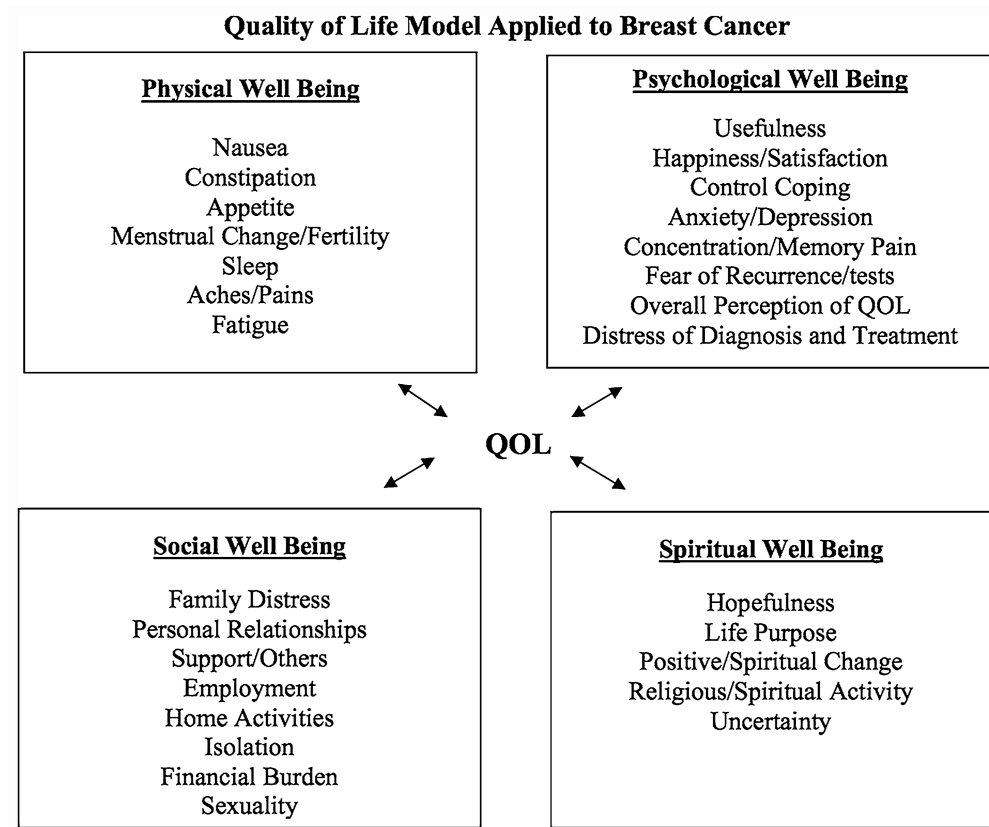 Quality of Life Model Applied to Breast Cancer
Physical Well Being
Nausea
Constipation
Appetite
Menstrual Change/Fertility
Sleep
Aches/Pains
Fatigue
Psychological Well Being
Usefulness
Happiness/Satisfaction
Control Coping
Anxiety/Depression
Concentration/Memory Pain
Fear of Recurrence/tests
Overall Perception of QOL
Distress of Diagnosis and Treatment
QOL
Social Well Being
Family Distress
Personal Relationships
Support/Others
Employment
Home Activities
Isolation
Financial Burden
Sexuality
Spiritual Well Being
Hopefulness
Life Purpose
Positive/Spiritual Change
Religious/Spiritual Activity
Uncertainty